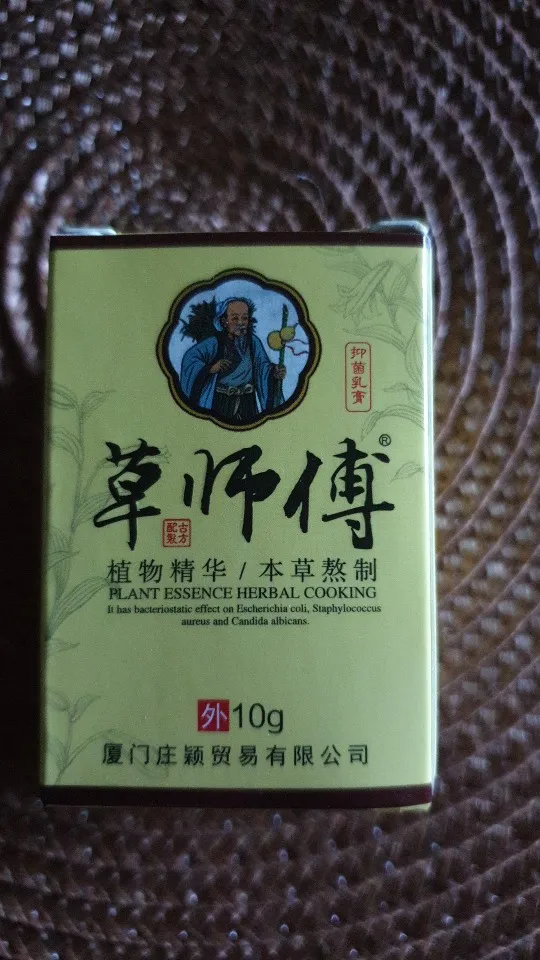 抑菌乳膏
草师傅®
古方
配制
植物精华/本草熬制
PLANT ESSENCE HERBAL COOKING
It has bacteriostatic effect on Escherichia coli, Staphylococcus
aureus and Candida albicans.
外10g
厦门庄颖贸易有限公司